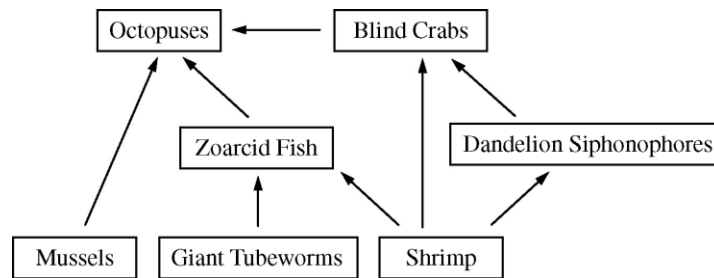 Octopuses
Blind Crabs
Zoarcid Fish
Dandelion Siphonophores
Mussels
Giant Tubeworms
Shrimp